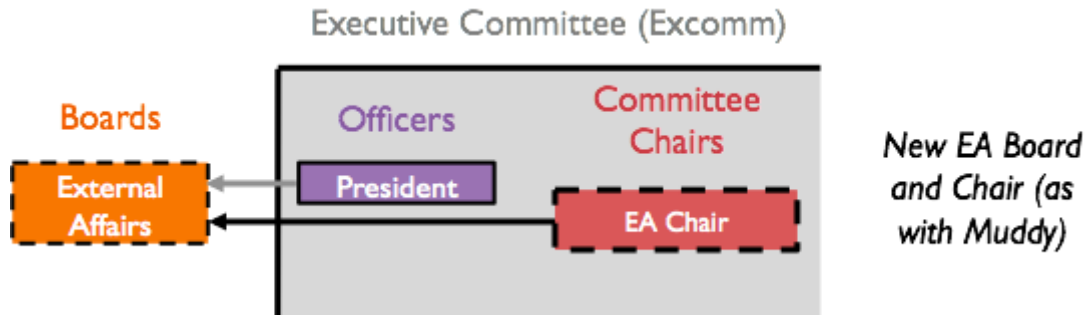 Executive Committee (Excomm)
Boards
Officers
Committee
Chairs
External
Affairs
President
EA Chair
New EA Board
and Chair (as
with Muddy)